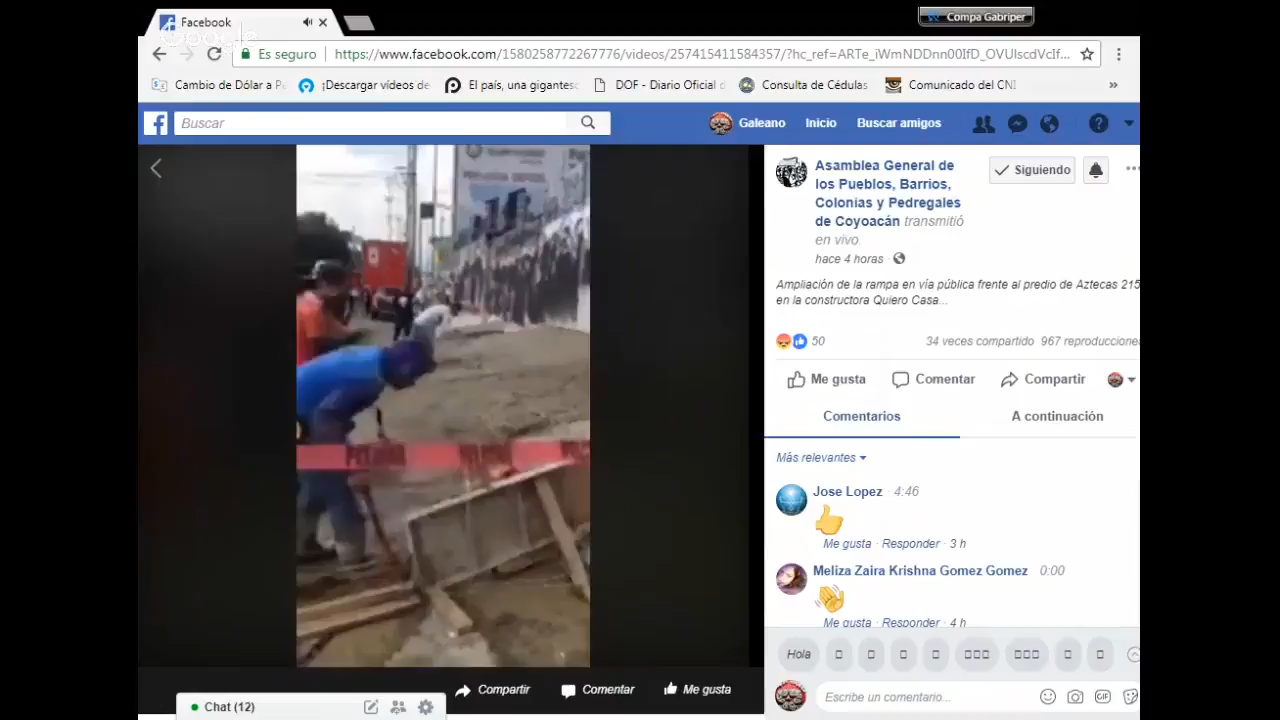 Facebook
Compa Gabriper
Google
Es seguro
https://www.facebook.com/1580258772267776/videos/257415411584357/?hc_ref=ARTe_iWmNDDnn00IfD_OVUIscdVcIf...
Cambio de Dólar a Pe
¡Descargar vídeos de
El país, una gigantesc
DOF - Diario Oficial d
Consulta de Cédulas
Comunicado del CNI
»
Buscar
Galeano
Inicio
Buscar amigos
Asamblea General de
los Pueblos, Barrios,
Colonias y Pedregales
de Coyoacán transmitió
en vivo.
hace 4 horas
Siguiendo
Ampliación de la rampa en vía pública frente al predio de Aztecas 215
en la constructora Quiero Casa...
50
34 veces compartido 967 reproducciones
Me gusta
Comentar
Compartir
Comentarios
A continuación
Más relevantes
Jose Lopez 4:46
Me gusta · Responder · 3 h
Meliza Zaira Krishna Gomez Gomez 0:00
Me gusta · Responder · 4 h
Hola
Escribe un comentario...
GIF
Compartir
Comentar
Me gusta
Chat (12)